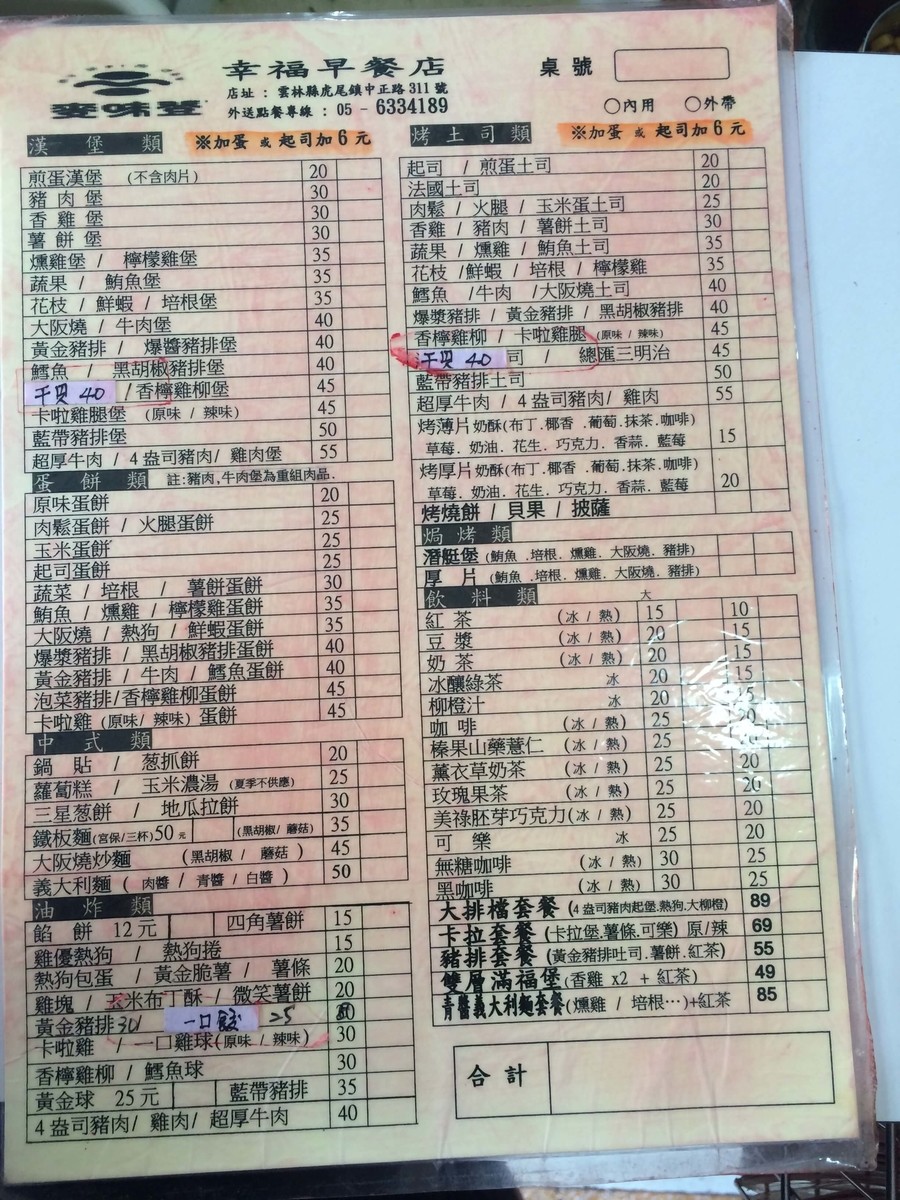 麥味登
幸福早餐店
店址：雲林縣虎尾鎮中正路311號
外送點餐專線：05-6334189
桌號
○內用 ○外帶
漢堡類 ※加蛋 或 起司加6元
煎蛋漢堡 (不含肉片) 20
豬肉堡 30
香雞堡 30
薯餅堡 30
燻雞堡 / 檸檬雞堡 35
蔬果 / 鮪魚堡 35
花枝 / 鮮蝦 / 培根堡 35
大阪燒 / 牛肉堡 40
黃金豬排 / 爆醬豬排堡 40
鱈魚 / 黑胡椒豬排堡 40
干貝 40 /香檸雞柳堡 45
卡啦雞腿堡 (原味 / 辣味) 45
藍帶豬排堡 50
超厚牛肉 / 4盎司豬肉/ 雞肉堡 55
蛋餅類 註:豬肉,牛肉堡為重組肉品.
原味蛋餅 20
肉鬆蛋餅 / 火腿蛋餅 25
玉米蛋餅 25
起司蛋餅 25
蔬菜 / 培根 / 薯餅蛋餅 30
鮪魚 / 燻雞 / 檸檬雞蛋餅 35
大阪燒 / 熱狗 / 鮮蝦蛋餅 35
爆漿豬排 / 黑胡椒豬排蛋餅 40
黃金豬排 / 牛肉 / 鱈魚蛋餅 40
泡菜豬排/香檸雞柳蛋餅 45
卡啦雞 (原味/ 辣味) 蛋餅 45
中式類
鍋貼 / 葱抓餅 20
蘿蔔糕 / 玉米濃湯 (夏季不供應) 25
三星葱餅 / 地瓜拉餅 30
鐵板麵(宮保/三杯)50元 (黑胡椒/ 蘑菇) 35
大阪燒炒麵 (黑胡椒 / 蘑菇) 45
義大利麵 ( 肉醬 / 青醬 / 白醬 ) 50
油炸類
餡餅 12元 四角薯餅 15
雞優熱狗 / 熱狗捲 15
熱狗包蛋 / 黃金脆薯 / 薯條 20
雞塊 / 玉米布丁酥 / 微笑薯餅 20
黃金豬排30/ 一口餃 25
卡啦雞 / 一口雞球(原味 / 辣味) 30
香檸雞柳 / 鱈魚球 30
黃金球 25元 藍帶豬排 35
4盎司豬肉/ 雞肉/ 超厚牛肉 40
烤土司類 ※加蛋 或 起司加6元
起司 / 煎蛋土司 20
法國土司 20
肉鬆 / 火腿 / 玉米蛋土司 25
香雞 / 豬肉 / 薯餅土司 30
蔬果 / 燻雞 / 鮪魚土司 35
花枝 /鮮蝦 / 培根 / 檸檬雞 35
鱈魚 /牛肉 /大阪燒土司 40
爆漿豬排 / 黃金豬排 / 黑胡椒豬排 40
香檸雞柳 / 卡啦雞腿 (原味 / 辣味) 45
干貝 40 司 / 總匯三明治 45
藍帶豬排土司 50
超厚牛肉 / 4盎司豬肉/ 雞肉 55
烤薄片 奶酥(布丁.椰香.葡萄.抹茶.咖啡
草莓.奶油.花生.巧克力.香蒜.藍莓 15
烤厚片 奶酥(布丁.椰香.葡萄.抹茶.咖啡
草莓.奶油.花生.巧克力.香蒜.藍莓 20
烤燒餅 / 貝果 / 披薩
焗烤類
潛艇堡 (鮪魚.培根.燻雞.大阪燒.豬排)
厚片 (鮪魚.培根.燻雞.大阪燒.豬排)
飲料類 大
紅茶 (冰 / 熱) 15 10
豆漿 (冰 / 熱) 20 15
奶茶 (冰 / 熱) 20 15
冰釀綠茶 冰 20 15
柳橙汁 冰 20 15
咖啡 (冰 / 熱) 25 20
榛果山藥薏仁 (冰 / 熱) 25 20
薰衣草奶茶 (冰 / 熱) 25 20
玫瑰果茶 (冰 / 熱) 25 20
美祿胚芽巧克力(冰 / 熱) 25 20
可樂 冰 25 20
無糖咖啡 (冰 / 熱) 30 25
黑咖啡 (冰 / 熱) 30 25
大排檔套餐 (4盎司豬肉起堡.熱狗.大柳橙) 89
卡拉套餐 (卡拉堡.薯條.可樂) 原/辣 69
豬排套餐 (黃金豬排吐司.薯餅.紅茶) 55
雙層滿福堡(香雞 x2 + 紅茶) 49
青醬義大利麵套餐(燻雞 / 培根…)+紅茶 85
合計